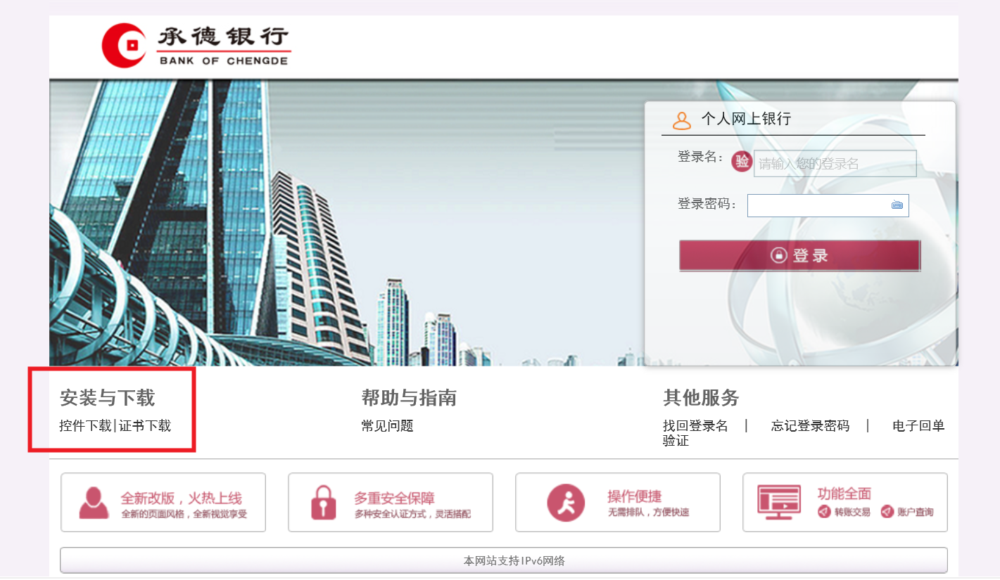 承德银行
BANK OF CHENGDE
个人网上银行
登录名：
验
请输入您的登录名
登录密码：
登录
安装与下载
控件下载|证书下载
帮助与指南
常见问题
其他服务
找回登录名 | 忘记登录密码 | 电子回单
验证
全新改版，火热上线
全新的页面风格，全新视觉享受
多重安全保障
多种安全认证方式，灵活搭配
操作便捷
无需排队，方便快速
功能全面
转账交易 账户查询
本网站支持IPv6网络